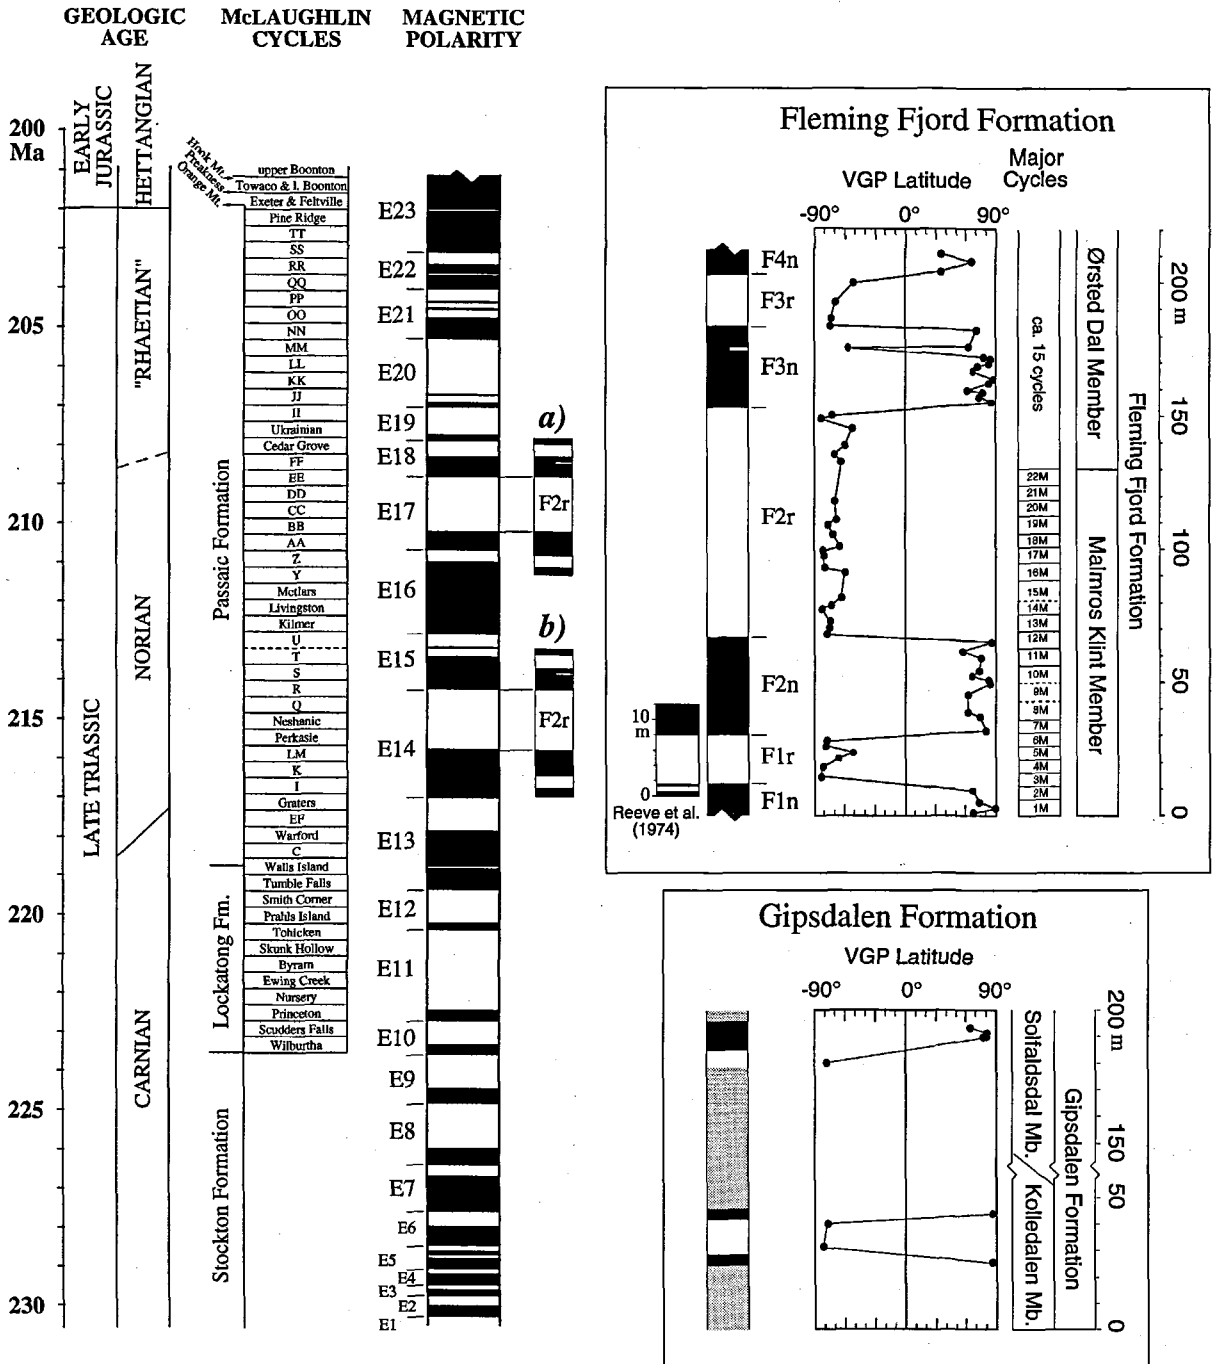 GEOLOGIC
AGE
McLAUGHLIN
CYCLES
MAGNETIC
POLARITY
200
Ma
205
210
215
220
225
230
EARLY
JURASSIC
LATE TRIASSIC
HETTANGIAN
"RHAETIAN"
NORIAN
CARNIAN
Hook Mt.
Preakness
Orange Mt.
Passaic Formation
Lockatong Fm.
Stockton Formation
upper Boonton
Towaco & l. Boonton
Exeter & Feltville
Pine Ridge
TT
SS
RR
QQ
PP
OO
NN
MM
LL
KK
JJ
II
Ukrainian
Cedar Grove
FF
EE
DD
CC
BB
AA
Z
Y
Metlars
Livingston
Kilmer
U
T
S
R
Q
Neshanic
Perkasie
LM
K
I
Graters
EF
Warford
C
Walls Island
Tumble Falls
Smith Corner
Prahls Island
Tohicken
Skunk Hollow
Byram
Ewing Creek
Nursery
Princeton
Scudders Falls
Wilburtha
E23
E22
E21
E20
E19
E18
E17
E16
E15
E14
E13
E12
E11
E10
E9
E8
E7
E6
E5
E4
E3
E2
E1
a)
F2r
b)
F2r
Fleming Fjord Formation
VGP Latitude
Major
Cycles
-90° 0° 90°
F4n
F3r
F3n
F2r
F2n
F1r
F1n
10
m
0
Reeve et al.
(1974)
ca. 15 cycles
22M
21M
20M
19M
18M
17M
16M
15M
14M
13M
12M
11M
10M
9M
8M
7M
6M
5M
4M
3M
2M
1M
Ørsted Dal Member
Malmros Klint Member
Fleming Fjord Formation
200 m
150
100
50
0
Gipsdalen Formation
VGP Latitude
-90° 0° 90°
Solfaldsdal Mb.
Kolledalen Mb.
Gipsdalen Formation
200 m
150
50
0